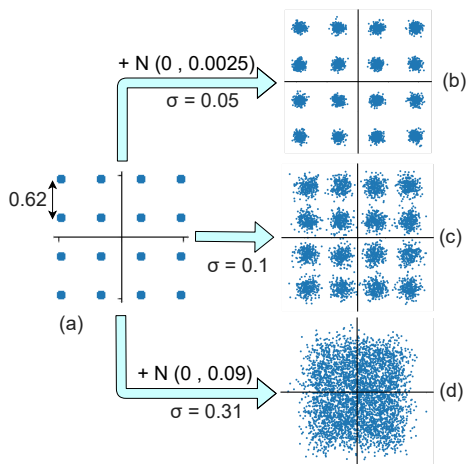 + N (0 , 0.0025)
σ = 0.05
(b)
0.62
σ = 0.1
(c)
(a)
+ N (0 , 0.09)
σ = 0.31
(d)